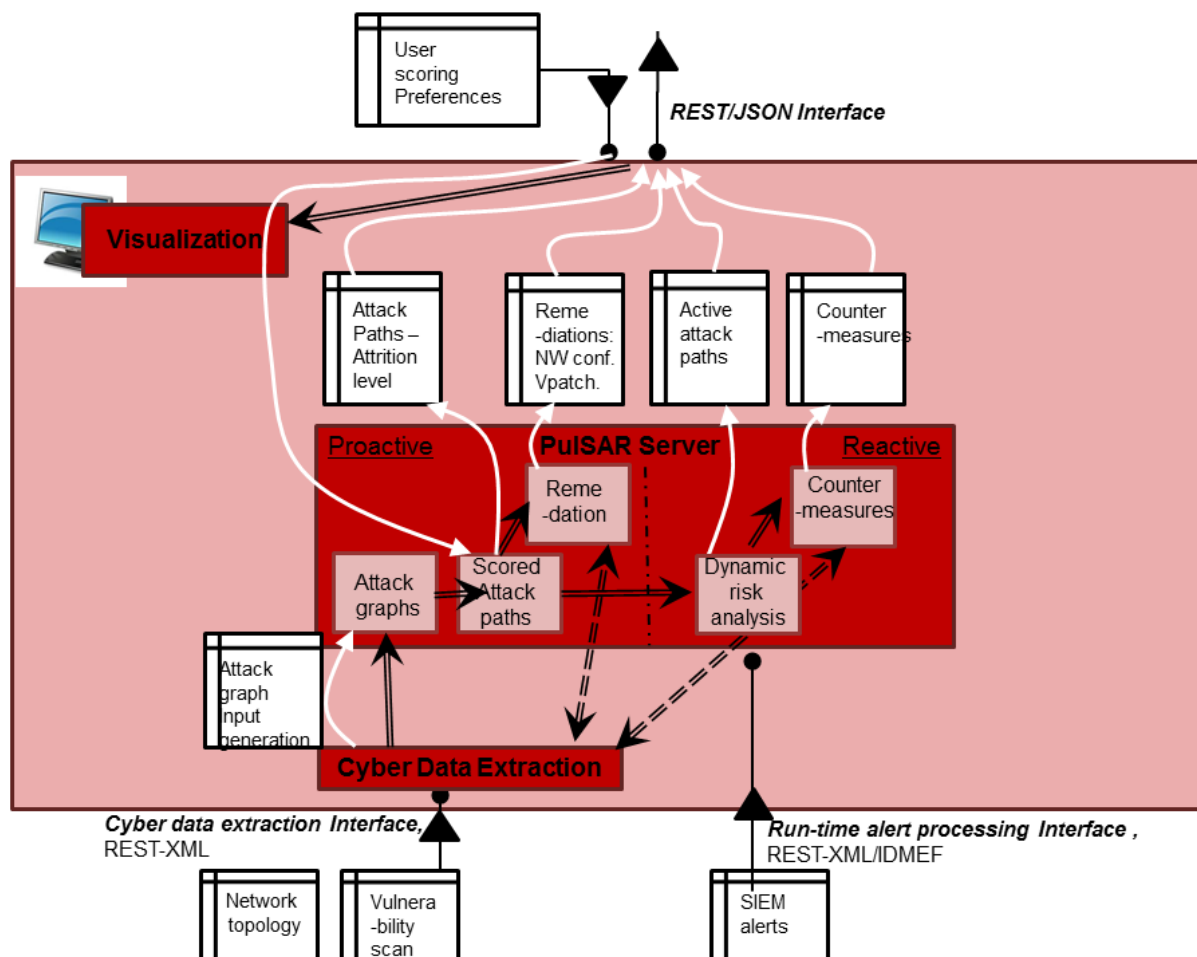 User
scoring
Preferences
REST/JSON Interface
Visualization
Attack
Paths –
Attrition
level
Reme
-diations:
NW conf.
Vpatch.
Active
attack
paths
Counter
-measures
Proactive
PulSAR Server
Reactive
Reme
-dation
Counter
-measures
Attack
graphs
Scored
Attack
paths
Dynamic
risk
analysis
Attack
graph
Input
generation
Cyber Data Extraction
Cyber data extraction Interface,
REST-XML
Run-time alert processing Interface ,
REST-XML/IDMEF
Network
topology
Vulnera
-bility
scan
SIEM
alerts